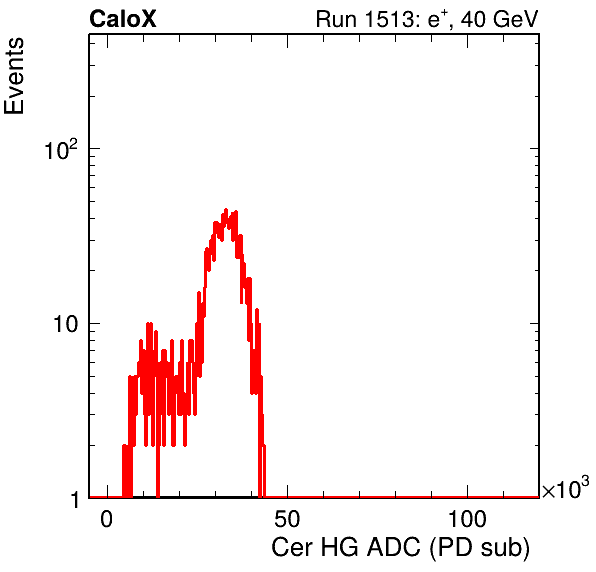 CaloX Run 1513: e⁺, 40 GeV
Events
10²
10
1
0 50 100 ×10³
Cer HG ADC (PD sub)